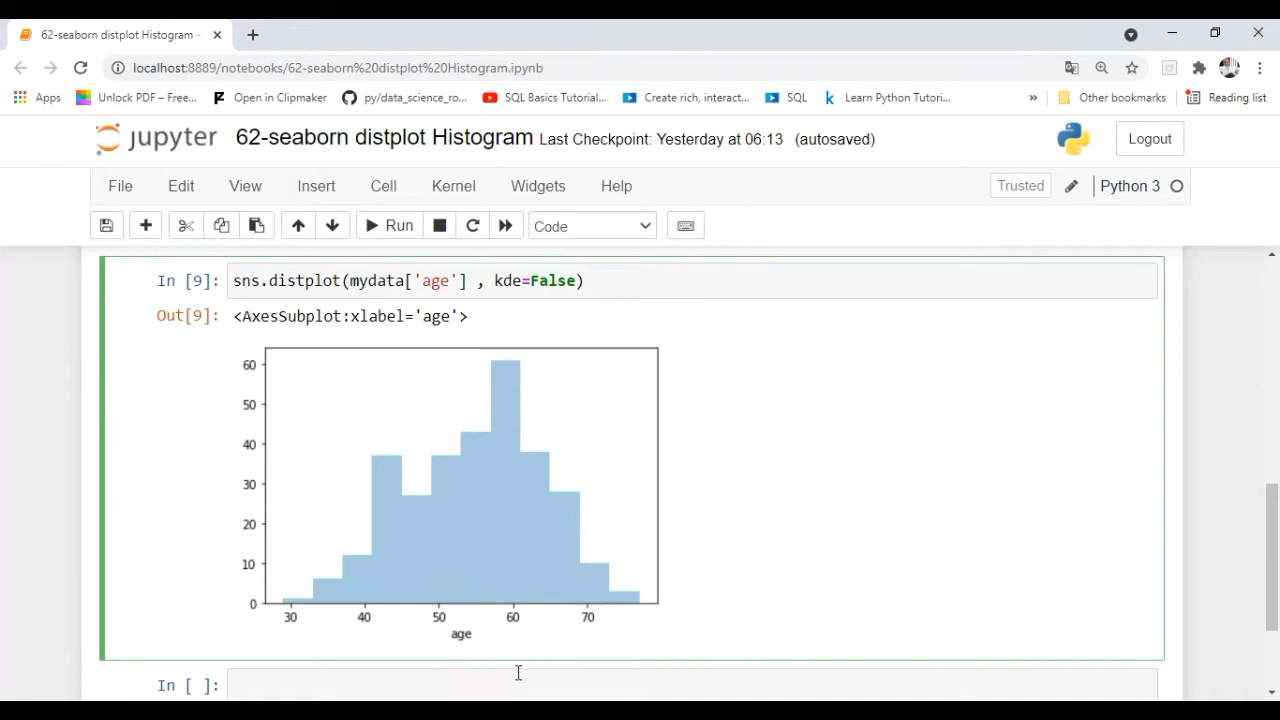 62-seaborn distplot Histogram -
localhost:8889/notebooks/62-seaborn%20distplot%20Histogram.ipynb
Apps Unlock PDF – Free... Open in Clipmaker py/data_science_ro... SQL Basics Tutorial... Create rich, interact... SQL Learn Python Tutori... » Other bookmarks Reading list
jupyter 62-seaborn distplot Histogram Last Checkpoint: Yesterday at 06:13 (autosaved) Logout
File Edit View Insert Cell Kernel Widgets Help Trusted Python 3
Run Code
In [9]: sns.distplot(mydata['age'] , kde=False)
Out[9]: <AxesSubplot:xlabel='age'>
60
50
40
30
20
10
0
30 40 50 60 70
age
In [ ]: